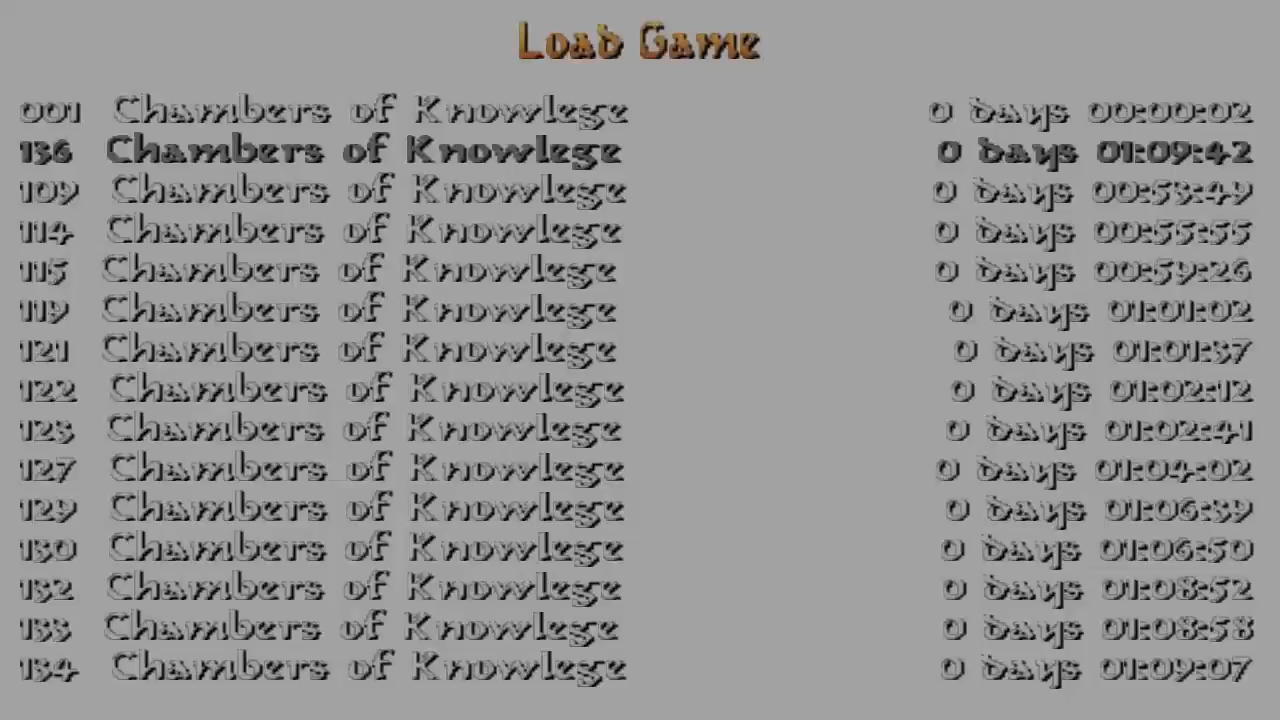 Load Game
001 Chambers of Knowlege 0 days 00:00:02
136 Chambers of Knowlege 0 days 01:09:42
109 Chambers of Knowlege 0 days 00:53:49
114 Chambers of Knowlege 0 days 00:55:55
115 Chambers of Knowlege 0 days 00:59:26
119 Chambers of Knowlege 0 days 01:01:02
121 Chambers of Knowlege 0 days 01:01:37
122 Chambers of Knowlege 0 days 01:02:12
123 Chambers of Knowlege 0 days 01:02:41
127 Chambers of Knowlege 0 days 01:04:02
129 Chambers of Knowlege 0 days 01:06:39
130 Chambers of Knowlege 0 days 01:06:50
132 Chambers of Knowlege 0 days 01:08:52
133 Chambers of Knowlege 0 days 01:08:58
134 Chambers of Knowlege 0 days 01:09:07